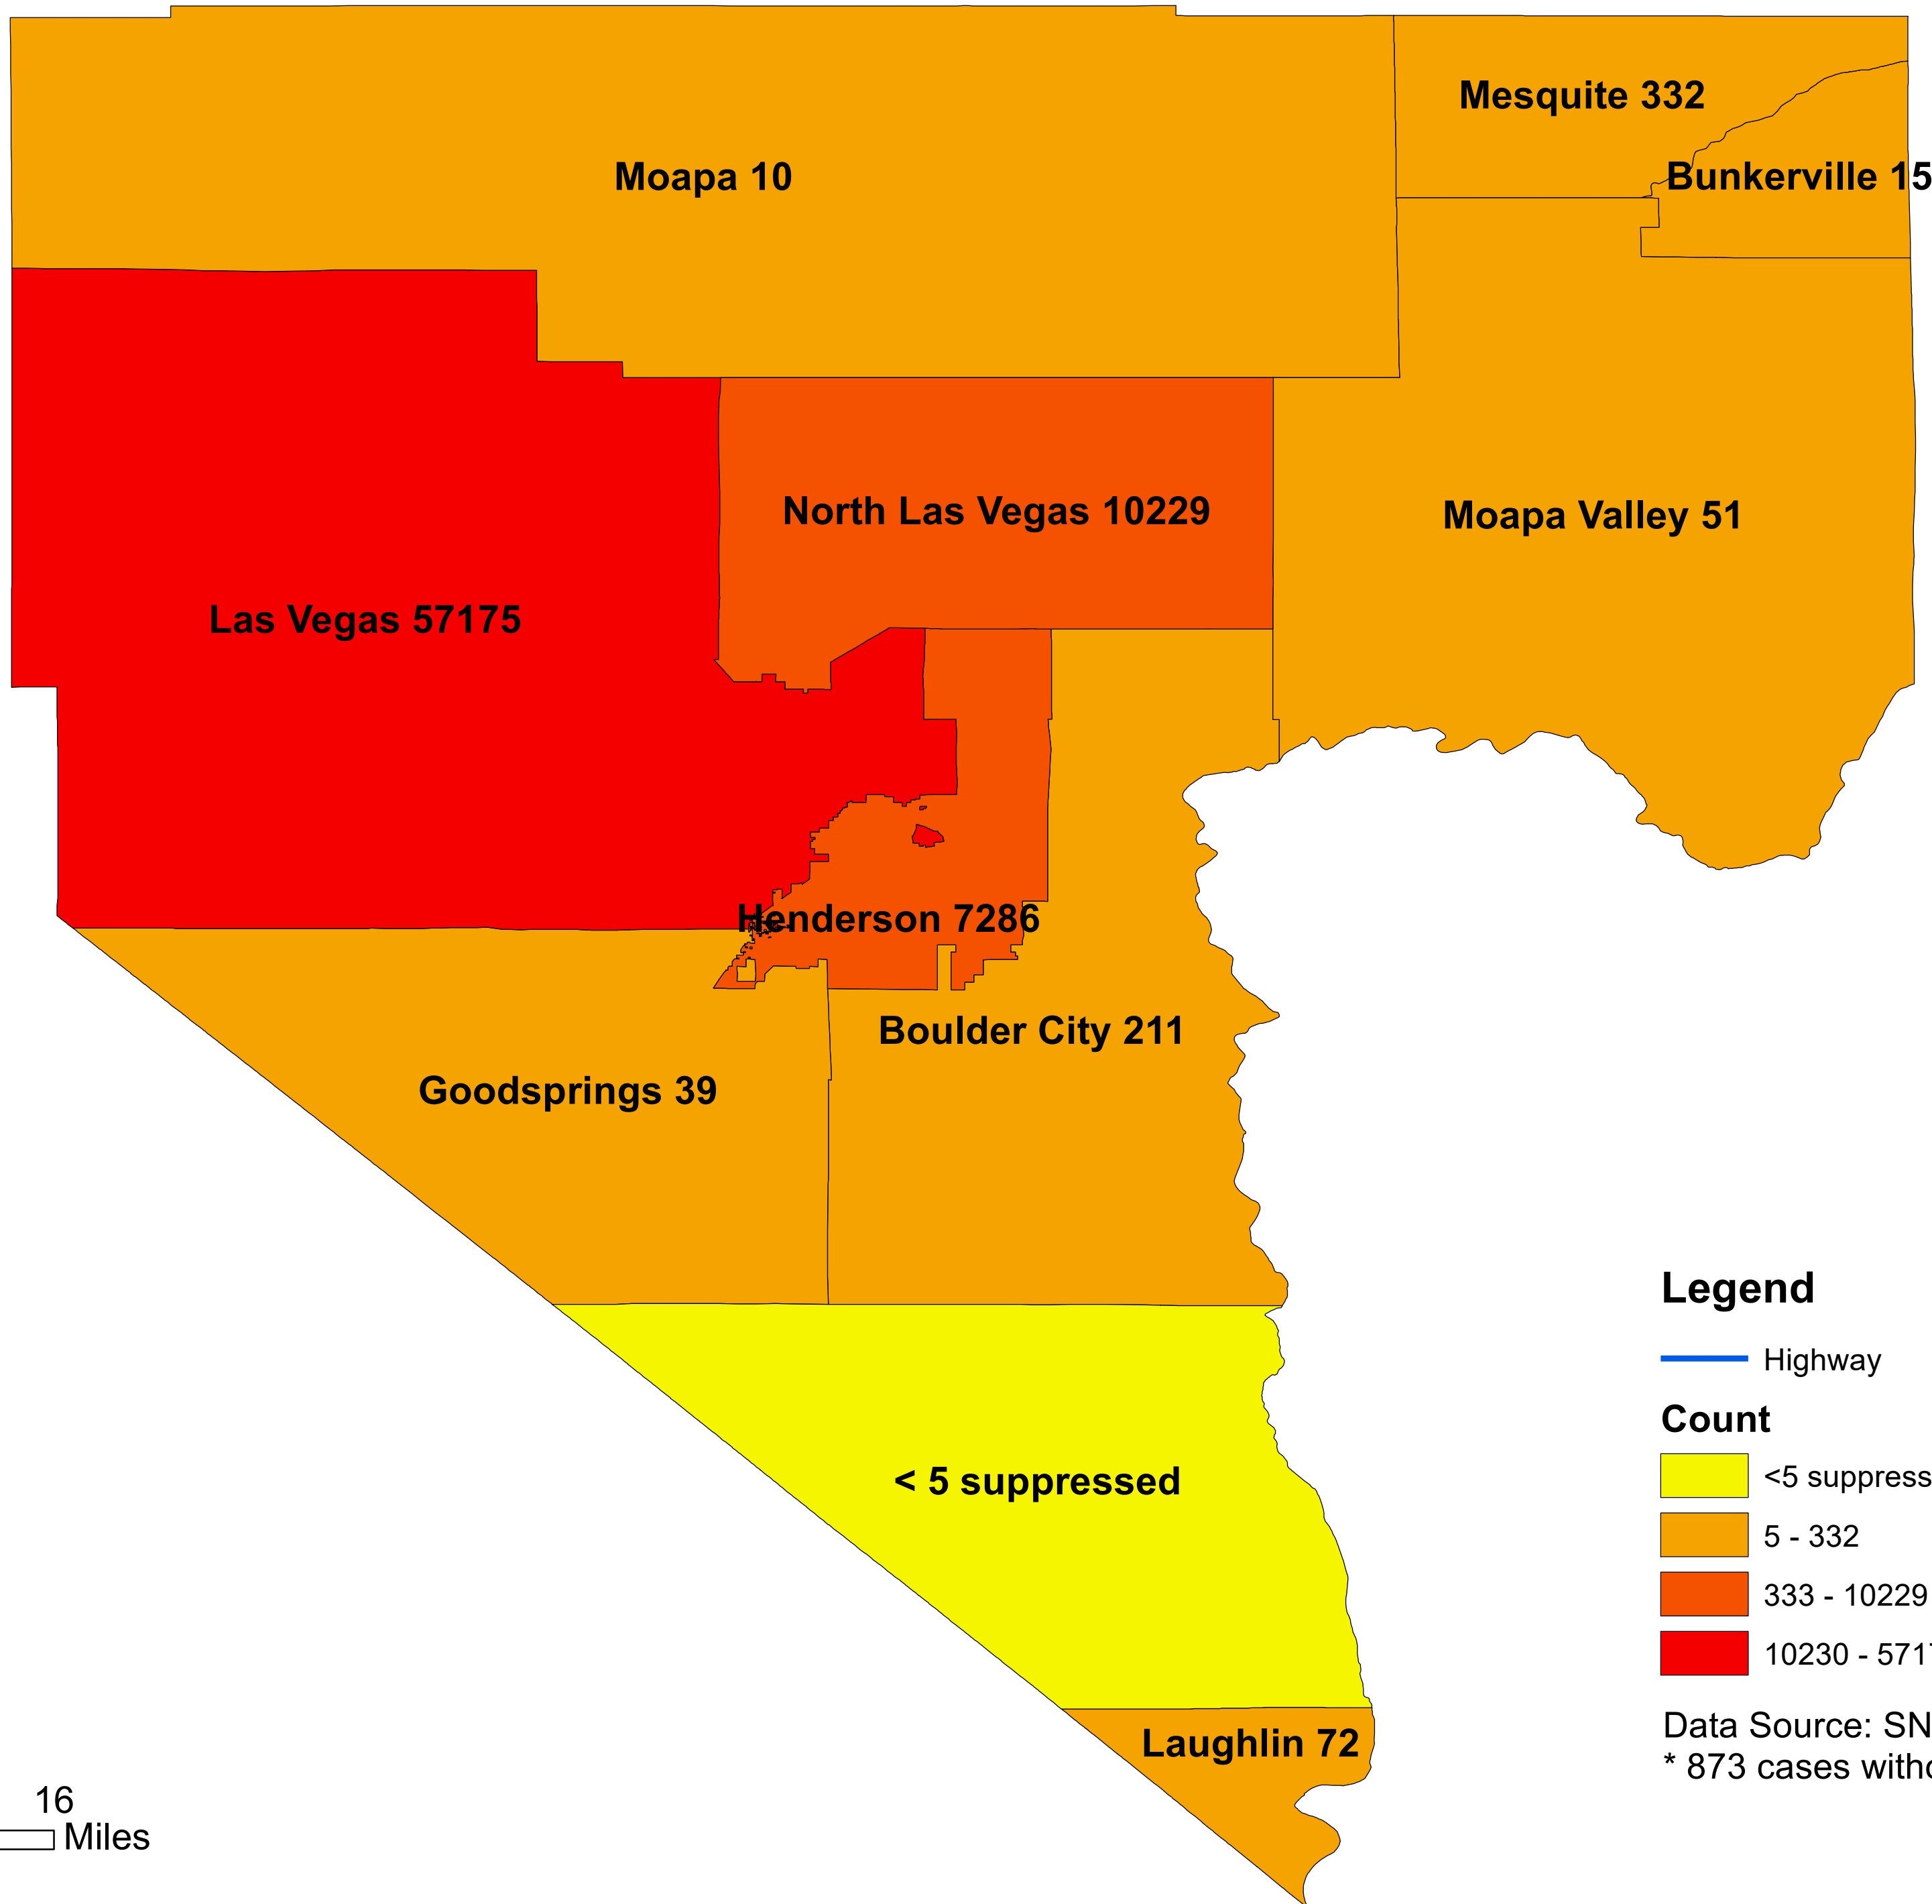 Mesquite 332
Moapa 10
Bunkerville 15
North Las Vegas 10229
Moapa Valley 51
Las Vegas 57175
Henderson 7286
Boulder City 211
Goodsprings 39
< 5 suppressed
Laughlin 72
Legend
Highway
Count
<5 suppress
5 - 332
333 - 10229
10230 - 571
Data Source: SN
* 873 cases witho
16
Miles